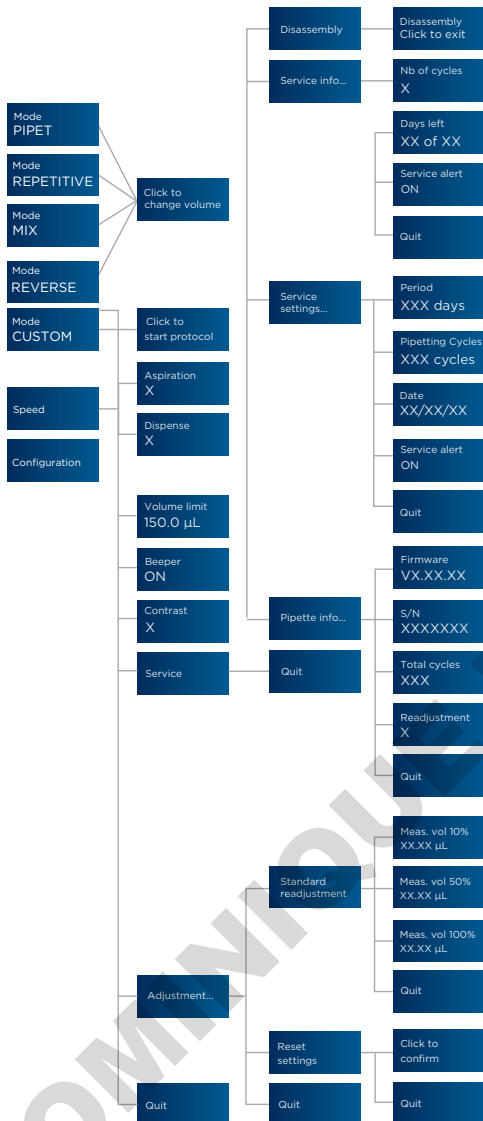 Mode
PIPET
Mode
REPETITIVE
Mode
MIX
Mode
REVERSE
Mode
CUSTOM
Speed
Configuration
Click to
change volume
Click to
start protocol
Aspiration
X
Dispense
X
Volume limit
150.0 µL
Beeper
ON
Contrast
X
Service
Adjustment...
Quit
Disassembly
Service info...
Service
settings...
Pipette info...
Quit
Standard
readjustment
Reset
settings
Quit
Disassembly
Click to exit
Nb of cycles
X
Days left
XX of XX
Service alert
ON
Quit
Period
XXX days
Pipetting Cycles
XXX cycles
Date
XX/XX/XX
Service alert
ON
Quit
Firmware
VX.XX.XX
S/N
XXXXXXX
Total cycles
XXX
Readjustment
X
Quit
Meas. vol 10%
XX.XX µL
Meas. vol 50%
XX.XX µL
Meas. vol 100%
XX.XX µL
Quit
Click to
confirm
Quit
OMINIQUE